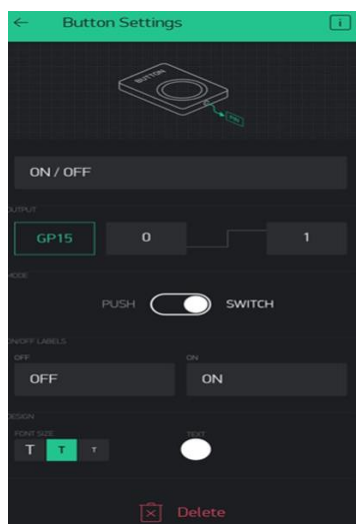 ← Button Settings i
BUTTON
PIN
ON / OFF
OUTPUT
GP15 0 1
MODE
PUSH SWITCH
ON/OFF LABELS
OFF ON
OFF ON
DESIGN
FONT SIZE TEXT
T T T
Delete